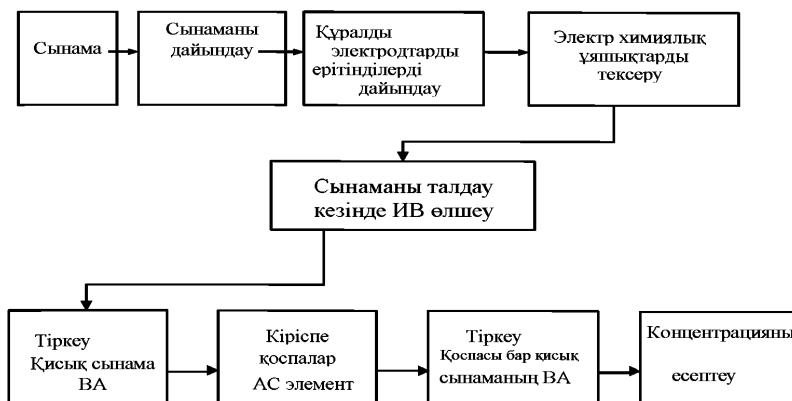 Сынама
Сынаманы
дайындау
Құралды
электродтарды
ерітінділерді
дайындау
Электр химиялық
ұяшықтарды
тексеру
Сынаманы талдау
кезінде ИВ өлшеу
Тіркеу
Қисық сынама
ВА
Кіріспе
қоспалар
АС элемент
Тіркеу
Қоспасы бар қисық
сынаманың ВА
Концентрацияны
есептеу